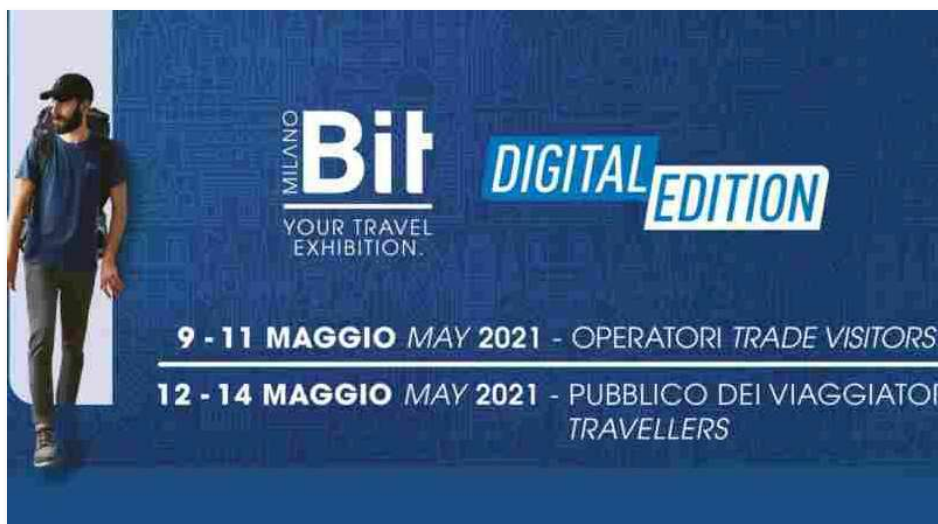 MILANO
Bit
YOUR TRAVEL
EXHIBITION.
DIGITAL
EDITION
9 - 11 MAGGIO MAY 2021 - OPERATORI TRADE VISITORS
12 - 14 MAGGIO MAY 2021 - PUBBLICO DEI VIAGGIATOR
TRAVELLERS